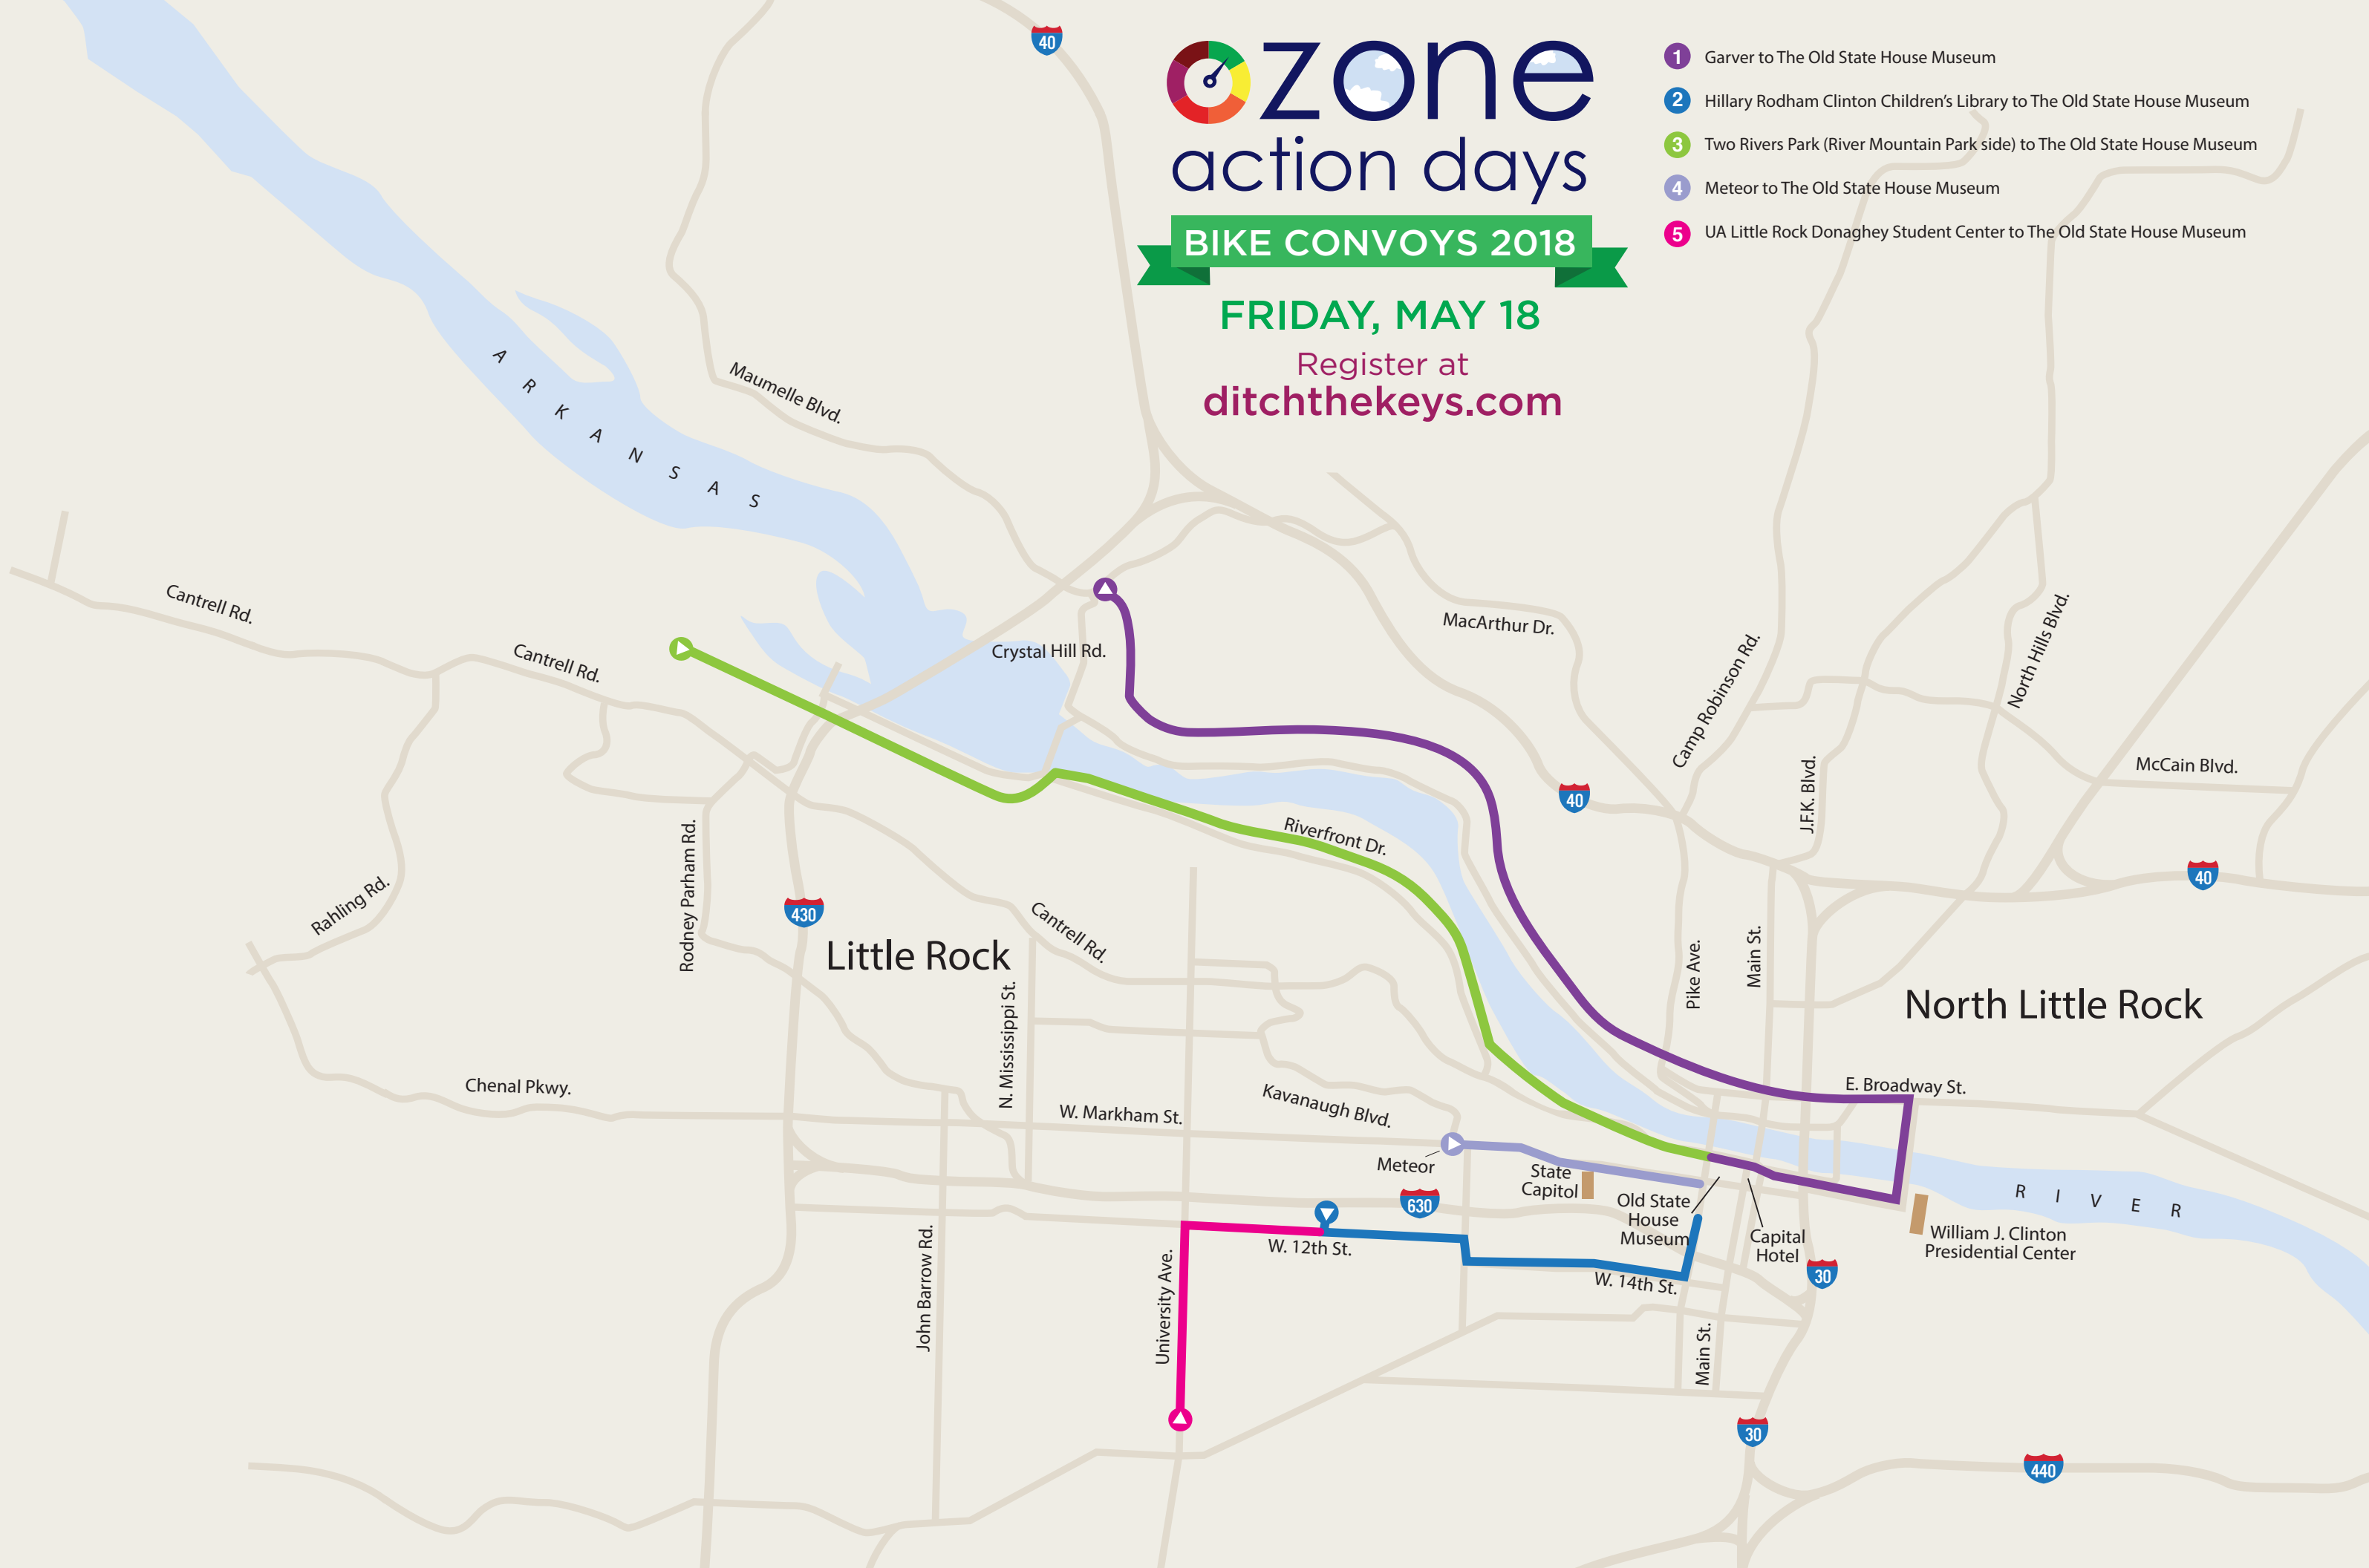 ozone
action days
BIKE CONVOYS 2018
FRIDAY, MAY 18
Register at
ditchthekeys.com
1 Garver to The Old State House Museum
2 Hillary Rodham Clinton Children's Library to The Old State House Museum
3 Two Rivers Park (River Mountain Park side) to The Old State House Museum
4 Meteor to The Old State House Museum
5 UA Little Rock Donaghey Student Center to The Old State House Museum
40
Maumelle Blvd.
ARKANSAS
Cantrell Rd.
Cantrell Rd.
Crystal Hill Rd.
MacArthur Dr.
Camp Robinson Rd.
North Hills Blvd.
McCain Blvd.
J.F.K. Blvd.
40
40
Riverfront Dr.
Rodney Parham Rd.
Rahling Rd.
430
Little Rock
Cantrell Rd.
N. Mississippi St.
Pike Ave.
Main St.
North Little Rock
Chenal Pkwy.
W. Markham St.
Kavanaugh Blvd.
E. Broadway St.
Meteor
State
Capitol
630
Old State
House
Museum
Capital
Hotel
RIVER
William J. Clinton
Presidential Center
W. 12th St.
W. 14th St.
30
John Barrow Rd.
University Ave.
Main St.
30
440